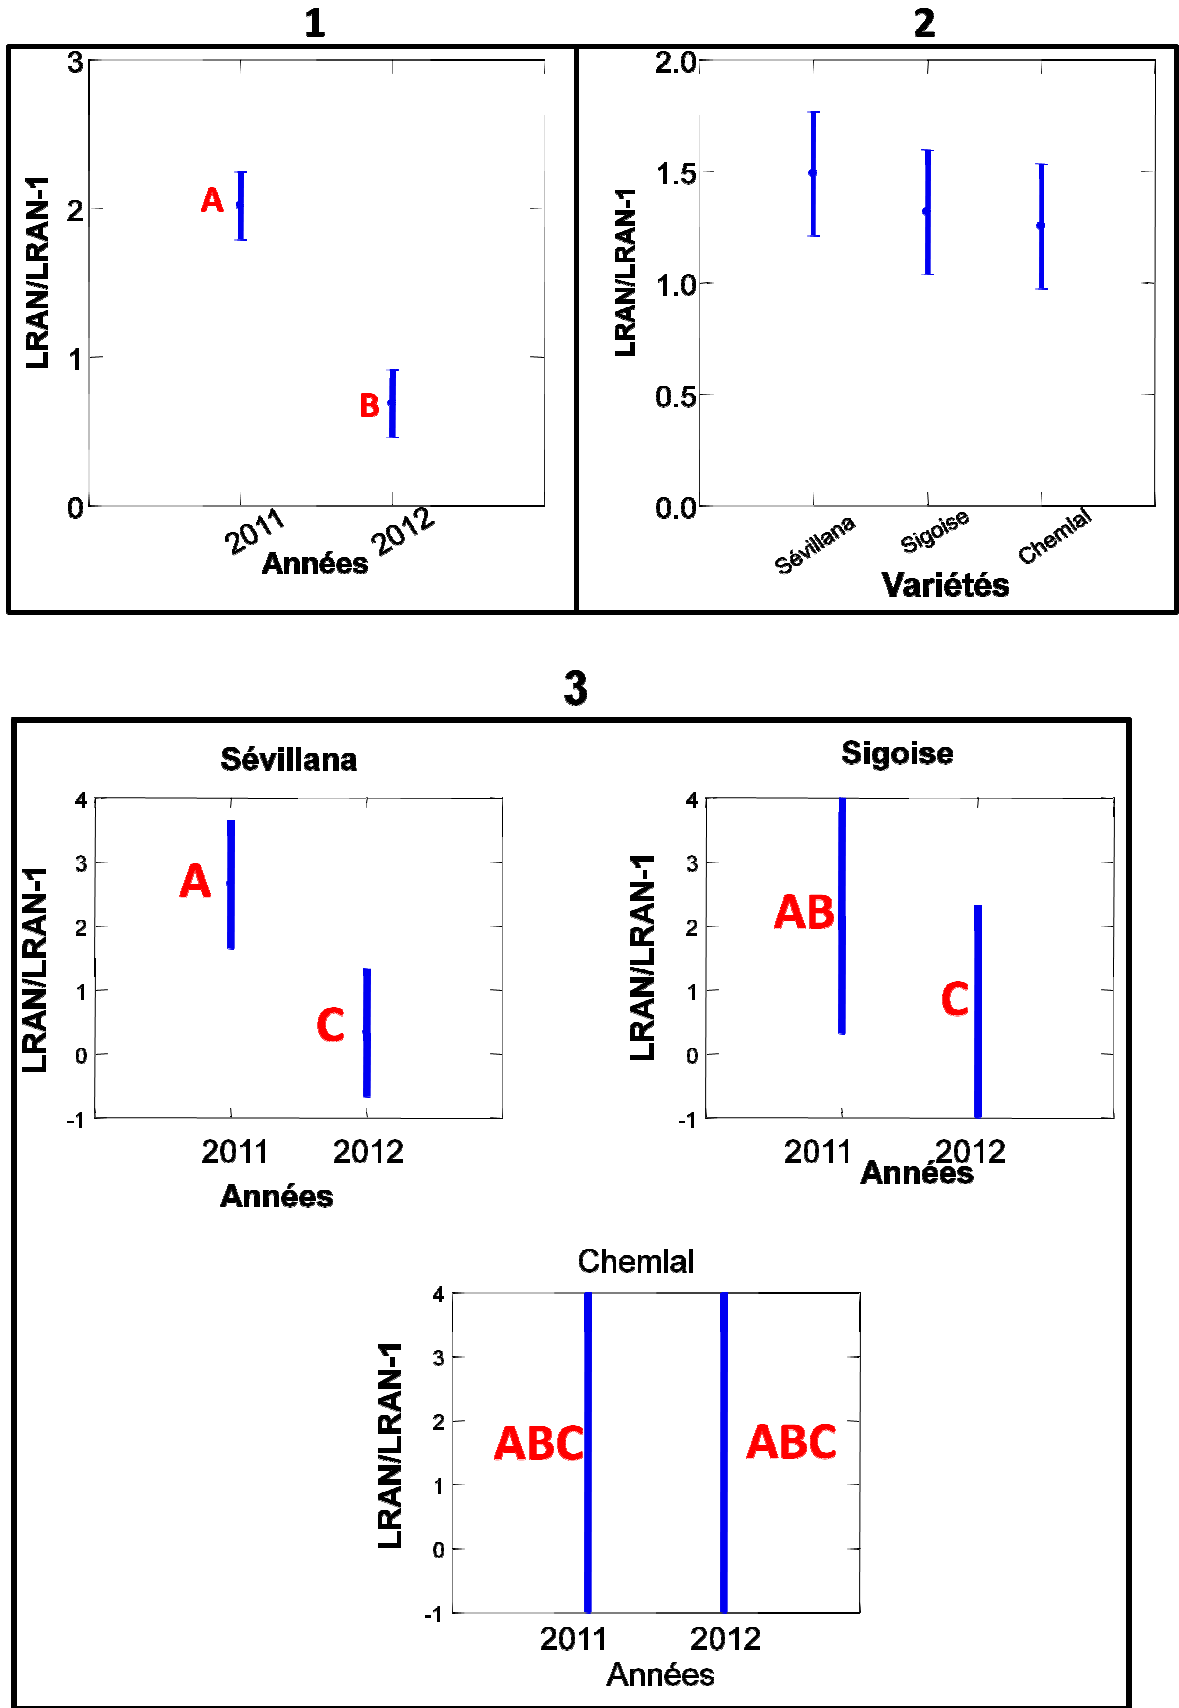 1
3
2
1
0
LRAN/LRAN-1
A
B
2011
2012
Années
2
2.0
1.5
1.0
0.5
0.0
LRAN/LRAN-1
Sévillana
Sigoise
Chemlal
Variétés
3
Sévillana
4
3
2
1
0
-1
LRAN/LRAN-1
A
C
2011 2012
Années
Sigoise
4
3
2
1
0
-1
LRAN/LRAN-1
AB
C
2011 2012
Années
Chemlal
4
3
2
1
0
-1
LRAN/LRAN-1
ABC ABC
2011 2012
Années